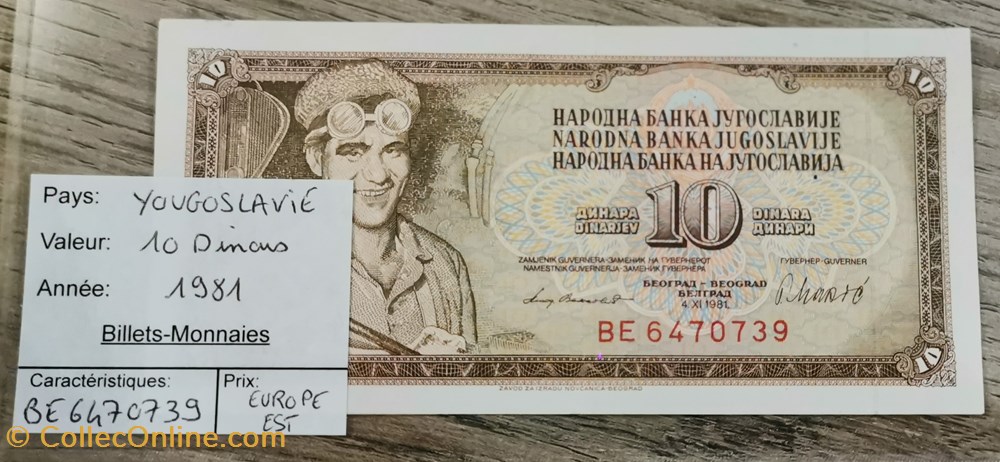 10
10
НАРОДНА БАНКА ЈУГОСЛАВИЈЕ
NARODNA BANKA JUGOSLAVIJE
НАРОДНА БАНКА НА ЈУГОСЛАВИЈА
ДИНАРА 10 DINARA
DINARJEV ДИНАРИ
ZAMJENIK GUVERNERA-ЗАМЕНИК НА ГУВЕРНЕРОТ ГУВЕРНЕР-GUVERNER
NAMESTNIK GUVERNERJA-ЗАМЕНИК ГУВЕРНЕРА
БЕОГРАД - BEOGRAD
БЕЛГРАД
4. XI 1981.
BE 6470739
10
ZAVOD ZA IZRADU NOVČANICA-BEOGRAD
Pays: YOUGOSLAVIE
Valeur: 10 Dinars
Année: 1981
Billets-Monnaies
Caractéristiques:
BE6470739
Prix:
EUROPE
EST
© CollecOnline.com